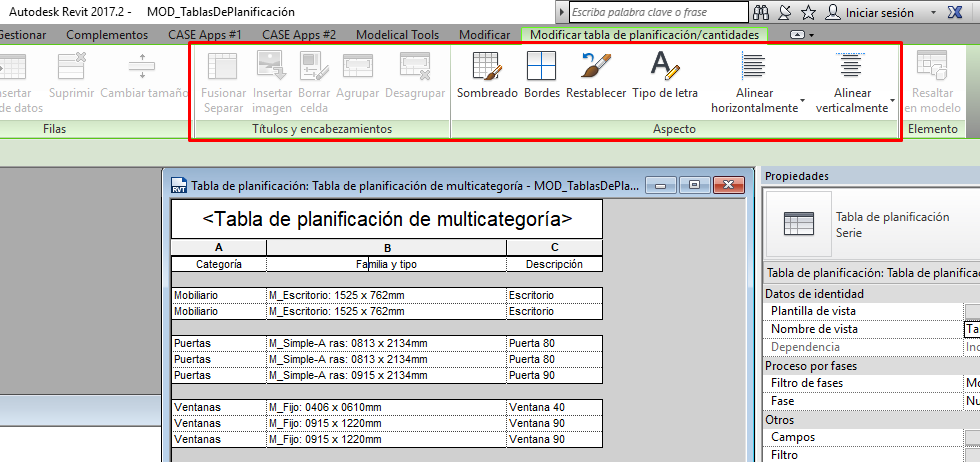 Autodesk Revit 2017.2 - MOD_TablasDePlanificación
Escriba palabra clave o frase
Iniciar sesión
Gestionar Complementos CASE Apps #1 CASE Apps #2 Modelical Tools Modificar Modificar tabla de planificación/cantidades
Insertar Suprimir Cambiar tamaño Fusionar Insertar Borrar Agrupar Desagrupar Sombreado Bordes Restablecer Tipo de letra Alinear Alinear Resaltar
de datos Separar imagen celda horizontalmente verticalmente en modelo
Filas Títulos y encabezamientos Aspecto Elemento
RVT Tabla de planificación: Tabla de planificación de multicategoría - MOD_TablasDePla...
<Tabla de planificación de multicategoría>
A B C
Categoría Familia y tipo Descripción
Mobiliario M_Escritorio: 1525 x 762mm Escritorio
Mobiliario M_Escritorio: 1525 x 762mm Escritorio
Puertas M_Simple-A ras: 0813 x 2134mm Puerta 80
Puertas M_Simple-A ras: 0813 x 2134mm Puerta 80
Puertas M_Simple-A ras: 0915 x 2134mm Puerta 90
Ventanas M_Fijo: 0406 x 0610mm Ventana 40
Ventanas M_Fijo: 0915 x 1220mm Ventana 90
Ventanas M_Fijo: 0915 x 1220mm Ventana 90
Propiedades
Tabla de planificación
Serie
Tabla de planificación: Tabla de planifica
Datos de identidad
Plantilla de vista
Nombre de vista Ta
Dependencia Inc
Proceso por fases
Filtro de fases Mo
Fase Nu
Otros
Campos
Filtro